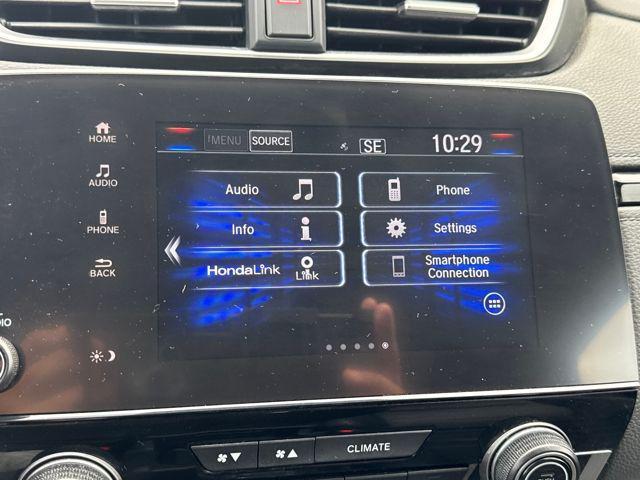 HOME
AUDIO
PHONE
BACK
MENU SOURCE SE 10:29
Audio
Phone
Info
Settings
HondaLink
Link
Smartphone
Connection
CLIMATE